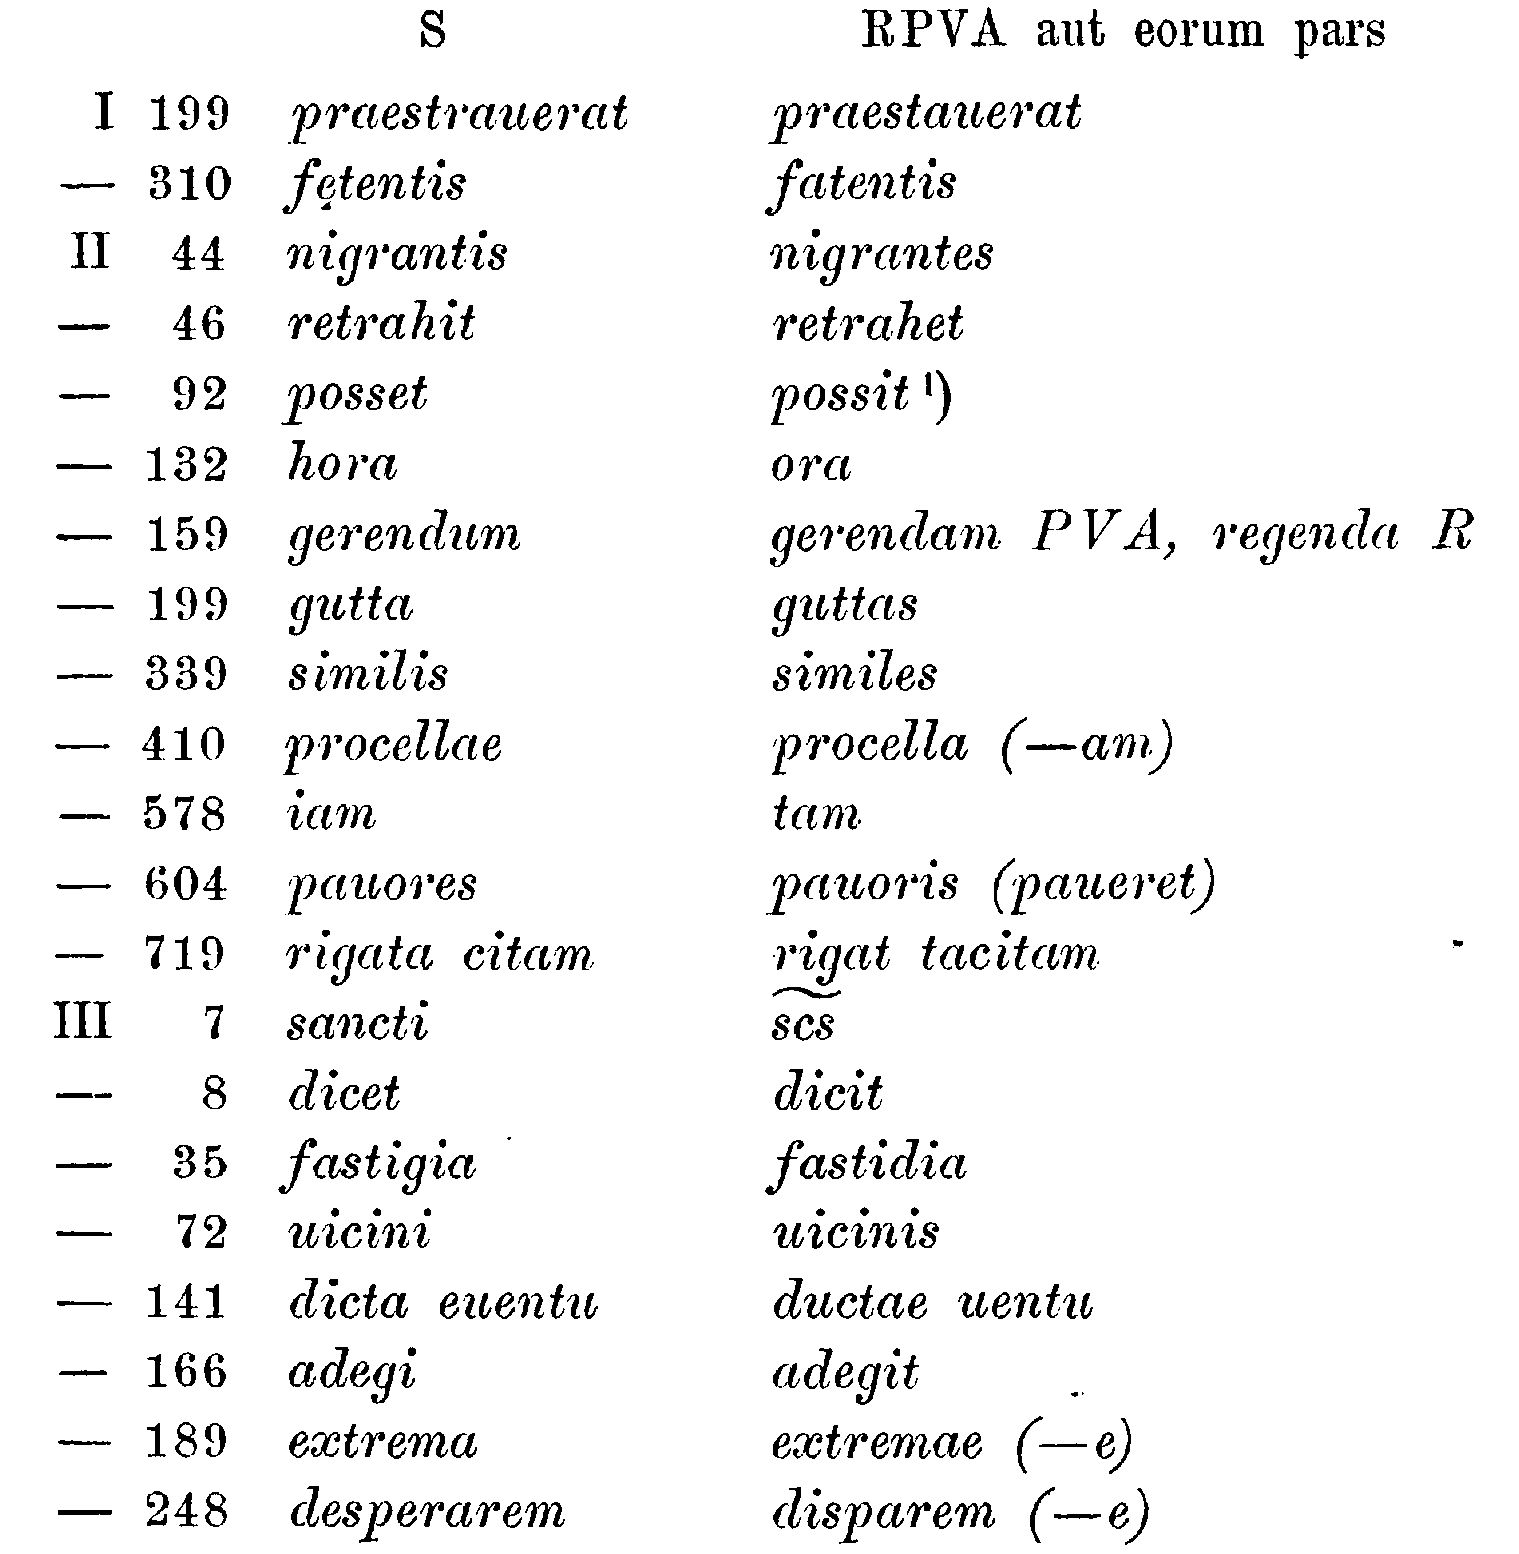 S RPVA aut eorum pars
I 199 praestrauerat praestauerat
— 310 fętentis fatentis
II 44 nigrantis nigrantes
— 46 retrahit retrahet
— 92 posset possit ¹)
— 132 hora ora
— 159 gerendum gerendam PVA, regenda R
— 199 gutta guttas
— 339 similis similes
— 410 procellae procella (—am)
— 578 iam tam
— 604 pauores pauoris (paueret)
— 719 rigata citam rigat tacitam
III 7 sancti s͠c͠s
— 8 dicet dicit
— 35 fastigia fastidia
— 72 uicini uicinis
— 141 dicta euentu ductae uentu
— 166 adegi adegit
— 189 extrema extremae (—e)
— 248 desperarem disparem (—e)